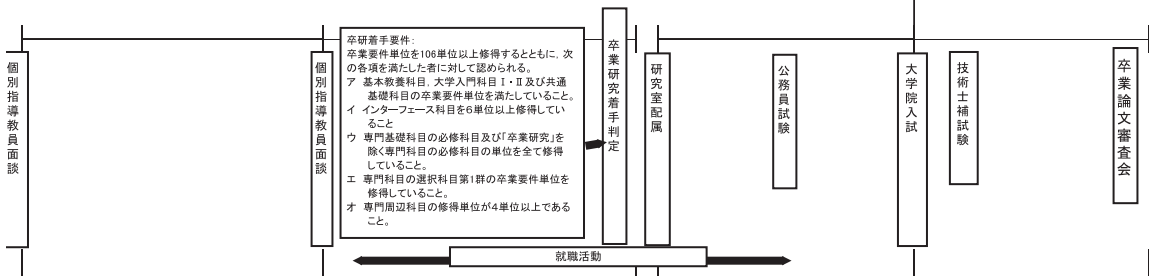 個別指導教員面談
個別指導教員面談
卒研着手要件：
卒業要件単位を106単位以上修得するとともに，次
の各項を満たした者に対して認められる。
ア　基本教養科目，大学入門科目Ⅰ・Ⅱ及び共通
基礎科目の卒業要件単位を満たしていること。
イ　インターフェース科目を6単位以上修得してい
ること
ウ　専門基礎科目の必修科目及び「卒業研究」を
除く専門科目の必修科目の単位を全て修得
していること。
エ　専門科目の選択科目第1群の卒業要件単位を
修得していること。
オ　専門周辺科目の修得単位が4単位以上である
こと。
卒業研究着手判定
研究室配属
公務員試験
大学院入試
技術士補試験
卒業論文審査会
就職活動